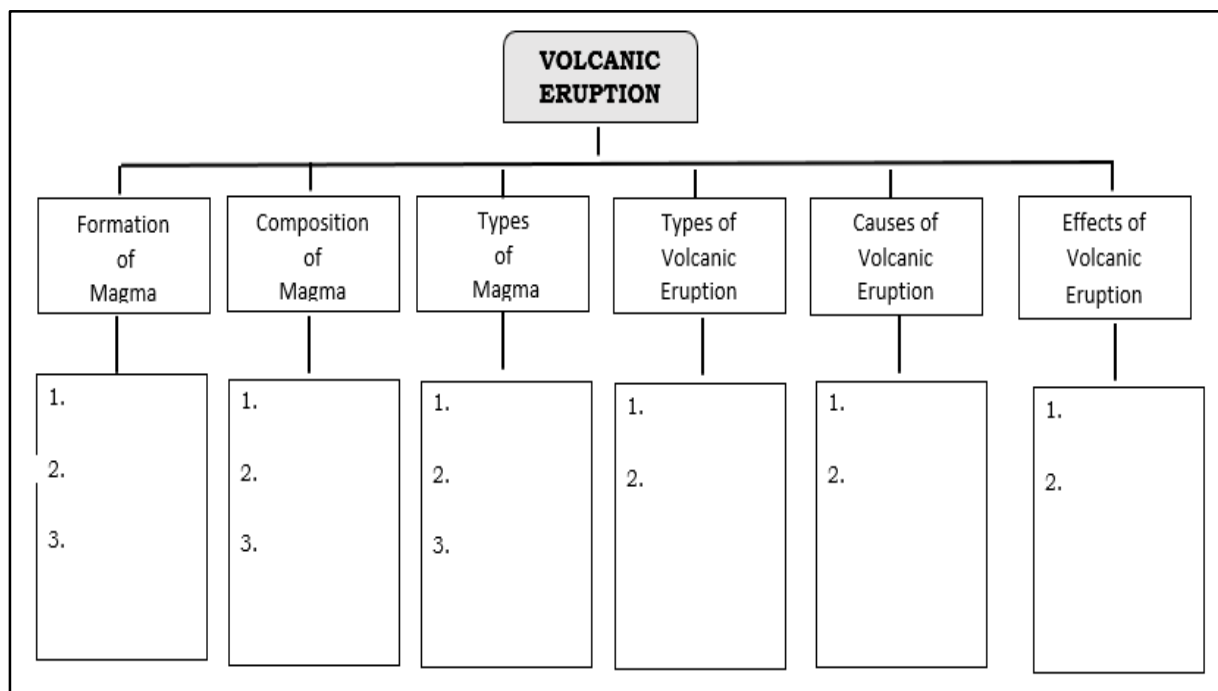 VOLCANIC
ERUPTION
Formation
of
Magma
Composition
of
Magma
Types
of
Magma
Types of
Volcanic
Eruption
Causes of
Volcanic
Eruption
Effects of
Volcanic
Eruption
1.
2.
3.
1.
2.
3.
1.
2.
3.
1.
2.
1.
2.
1.
2.